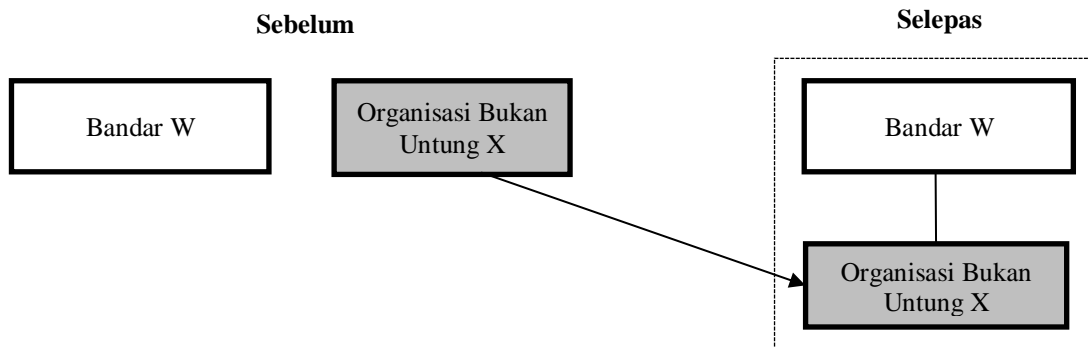 Sebelum
Selepas
Bandar W
Organisasi Bukan
Untung X
Bandar W
Organisasi Bukan
Untung X